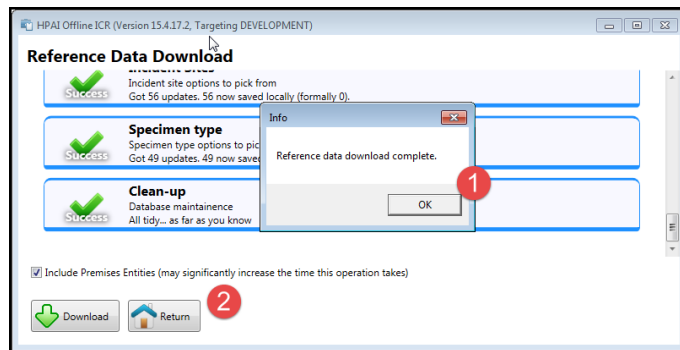 HPAI Offline ICR (Version 15.4.17.2, Targeting DEVELOPMENT)
Reference Data Download
Incident Sites
Incident site options to pick from
Success
Got 56 updates. 56 now saved locally (formally 0).
Info
Reference data download complete.
1
OK
Specimen type
Specimen type options to pic
Success
Got 49 updates. 49 now save
Clean-up
Database maintainence
Success
All tidy... as far as you know
Include Premises Entities (may significantly increase the time this operation takes)
2
Download
Return